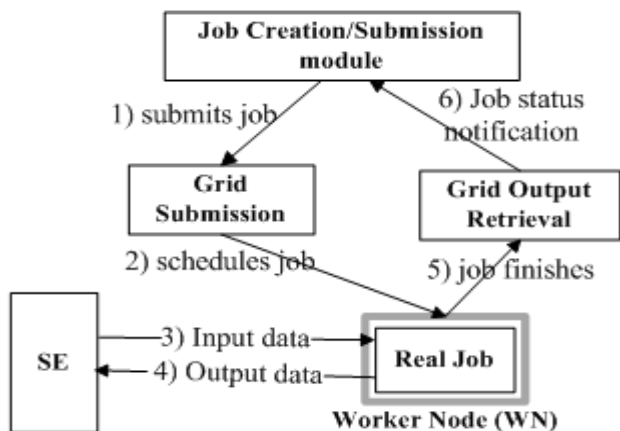 Job Creation/Submission
module
1) submits job
6) Job status
notification
Grid
Submission
Grid Output
Retrieval
2) schedules job
5) job finishes
SE
3) Input data
4) Output data
Real Job
Worker Node (WN)